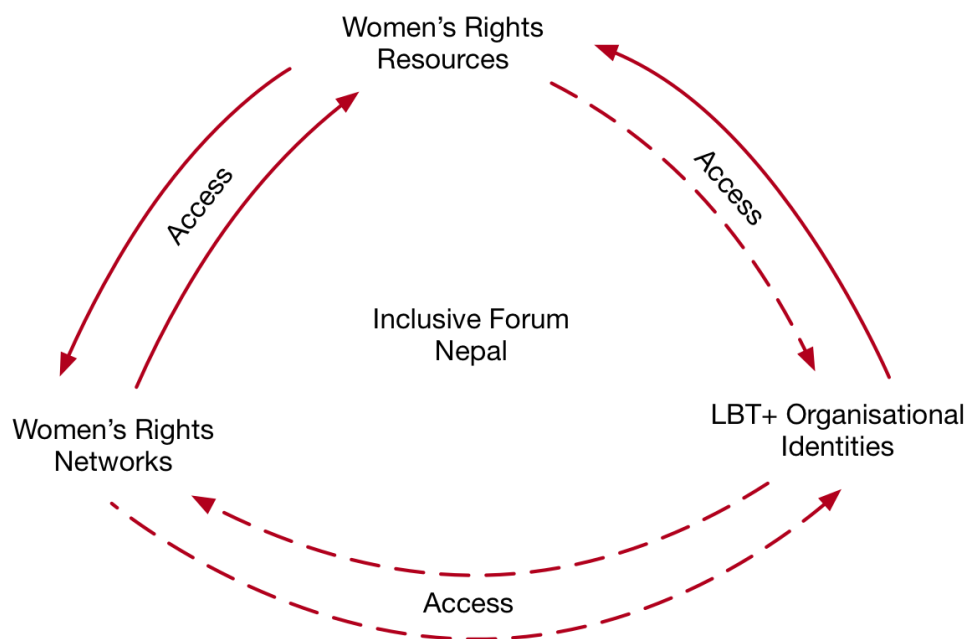 Women’s Rights
Resources
Access
Access
Inclusive Forum
Nepal
Women’s Rights
Networks
LBT+ Organisational
Identities
Access